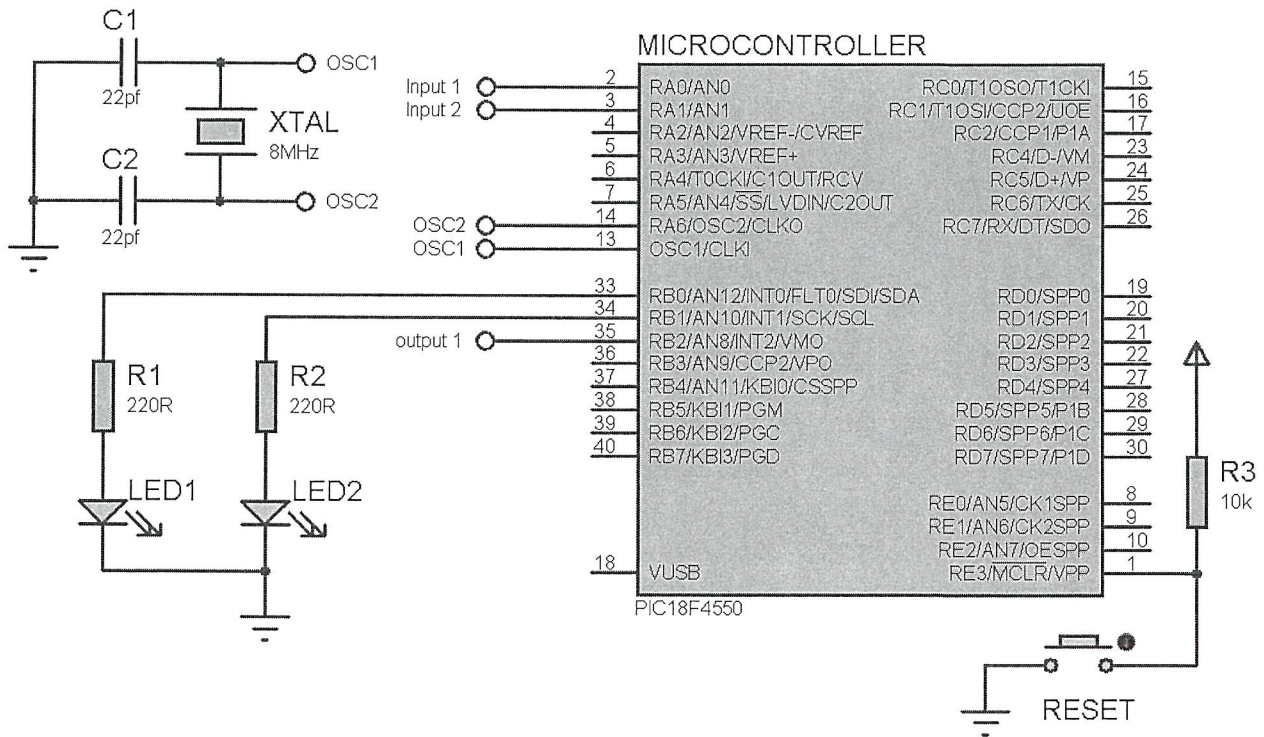 C1
22pf
OSC1
XTAL
8MHz
C2
22pf
OSC2
MICROCONTROLLER
Input 1
Input 2
OSC2
OSC1
2 RA0/AN0
3 RA1/AN1
4 RA2/AN2/VREF-/CVREF
5 RA3/AN3/VREF+
6 RA4/T0CKI/C1OUT/RCV
7 RA5/AN4/SS/LVDIN/C2OUT
14 RA6/OSC2/CLKO
13 OSC1/CLKI
33 RB0/AN12/INT0/FLT0/SDI/SDA
34 RB1/AN10/INT1/SCK/SCL
output 1
35 RB2/AN8/INT2/VMO
36 RB3/AN9/CCP2/VPO
37 RB4/AN11/KBI0/CSSPP
38 RB5/KBI1/PGM
39 RB6/KBI2/PGC
40 RB7/KBI3/PGD
18 VUSB
RC0/T1OSO/T1CKI 15
RC1/T1OSI/CCP2/UOE 16
RC2/CCP1/P1A 17
RC4/D-/VM 23
RC5/D+/VP 24
RC6/TX/CK 25
RC7/RX/DT/SDO 26
RD0/SPP0 19
RD1/SPP1 20
RD2/SPP2 21
RD3/SPP3 22
RD4/SPP4 27
RD5/SPP5/P1B 28
RD6/SPP6/P1C 29
RD7/SPP7/P1D 30
RE0/AN5/CK1SPP 8
RE1/AN6/CK2SPP 9
RE2/AN7/OESPP 10
RE3/MCLR/VPP 1
PIC18F4550
R1
220R
R2
220R
LED1
LED2
R3
10k
RESET